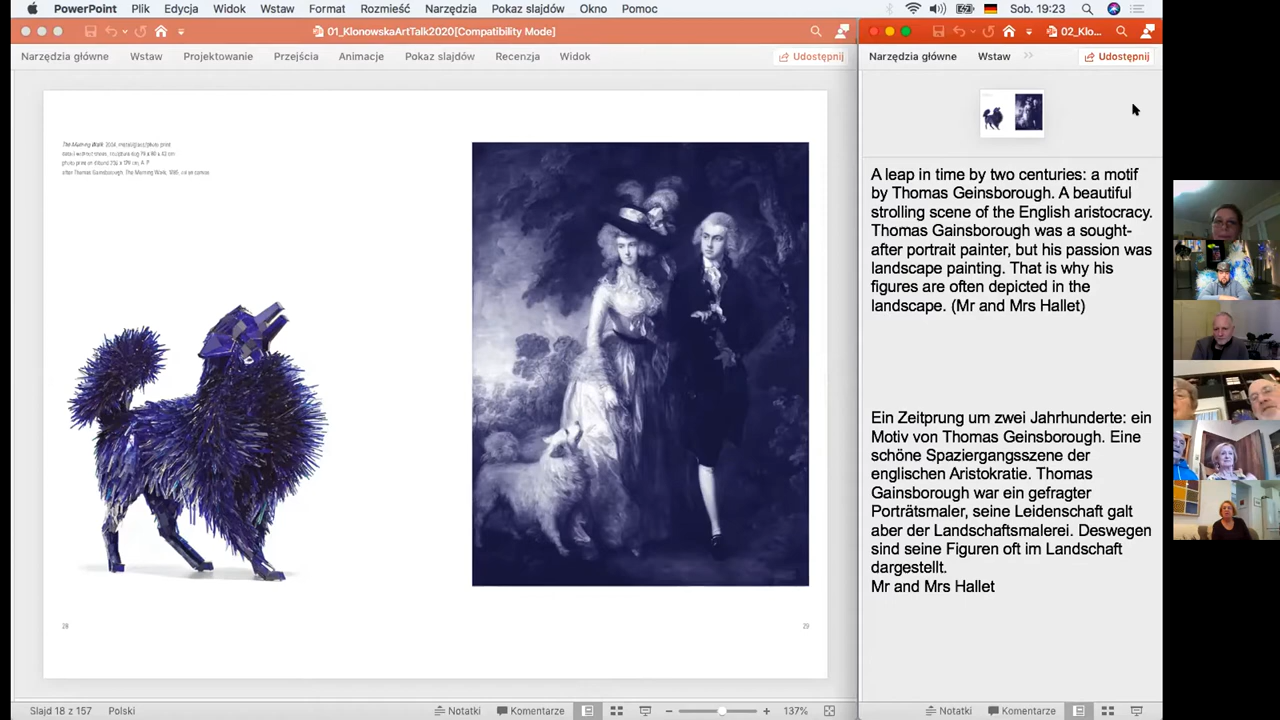 PowerPoint Plik Edycja Widok Wstaw Format Rozmieść Narzędzia Pokaz slajdów Okno Pomoc Sob. 19:23
01_KlonowskaArtTalk2020[Compatibility Mode]
Narzędzia główne Wstaw Projektowanie Przejścia Animacje Pokaz slajdów Recenzja Widok Udostępnij
The Morning Walk
28
29
Slajd 18 z 157 Polski Notatki Komentarze 137%
02_Klo...
Narzędzia główne Wstaw Udostępnij
A leap in time by two centuries: a motif
by Thomas Geinsborough. A beautiful
strolling scene of the English aristocracy.
Thomas Gainsborough was a sought-
after portrait painter, but his passion was
landscape painting. That is why his
figures are often depicted in the
landscape. (Mr and Mrs Hallet)
Ein Zeitprung um zwei Jahrhunderte: ein
Motiv von Thomas Geinsborough. Eine
schöne Spaziergangsszene der
englischen Aristokratie. Thomas
Gainsborough war ein gefragter
Porträtsmaler, seine Leidenschaft galt
aber der Landschaftsmalerei. Deswegen
sind seine Figuren oft im Landschaft
dargestellt.
Mr and Mrs Hallet
Notatki Komentarze